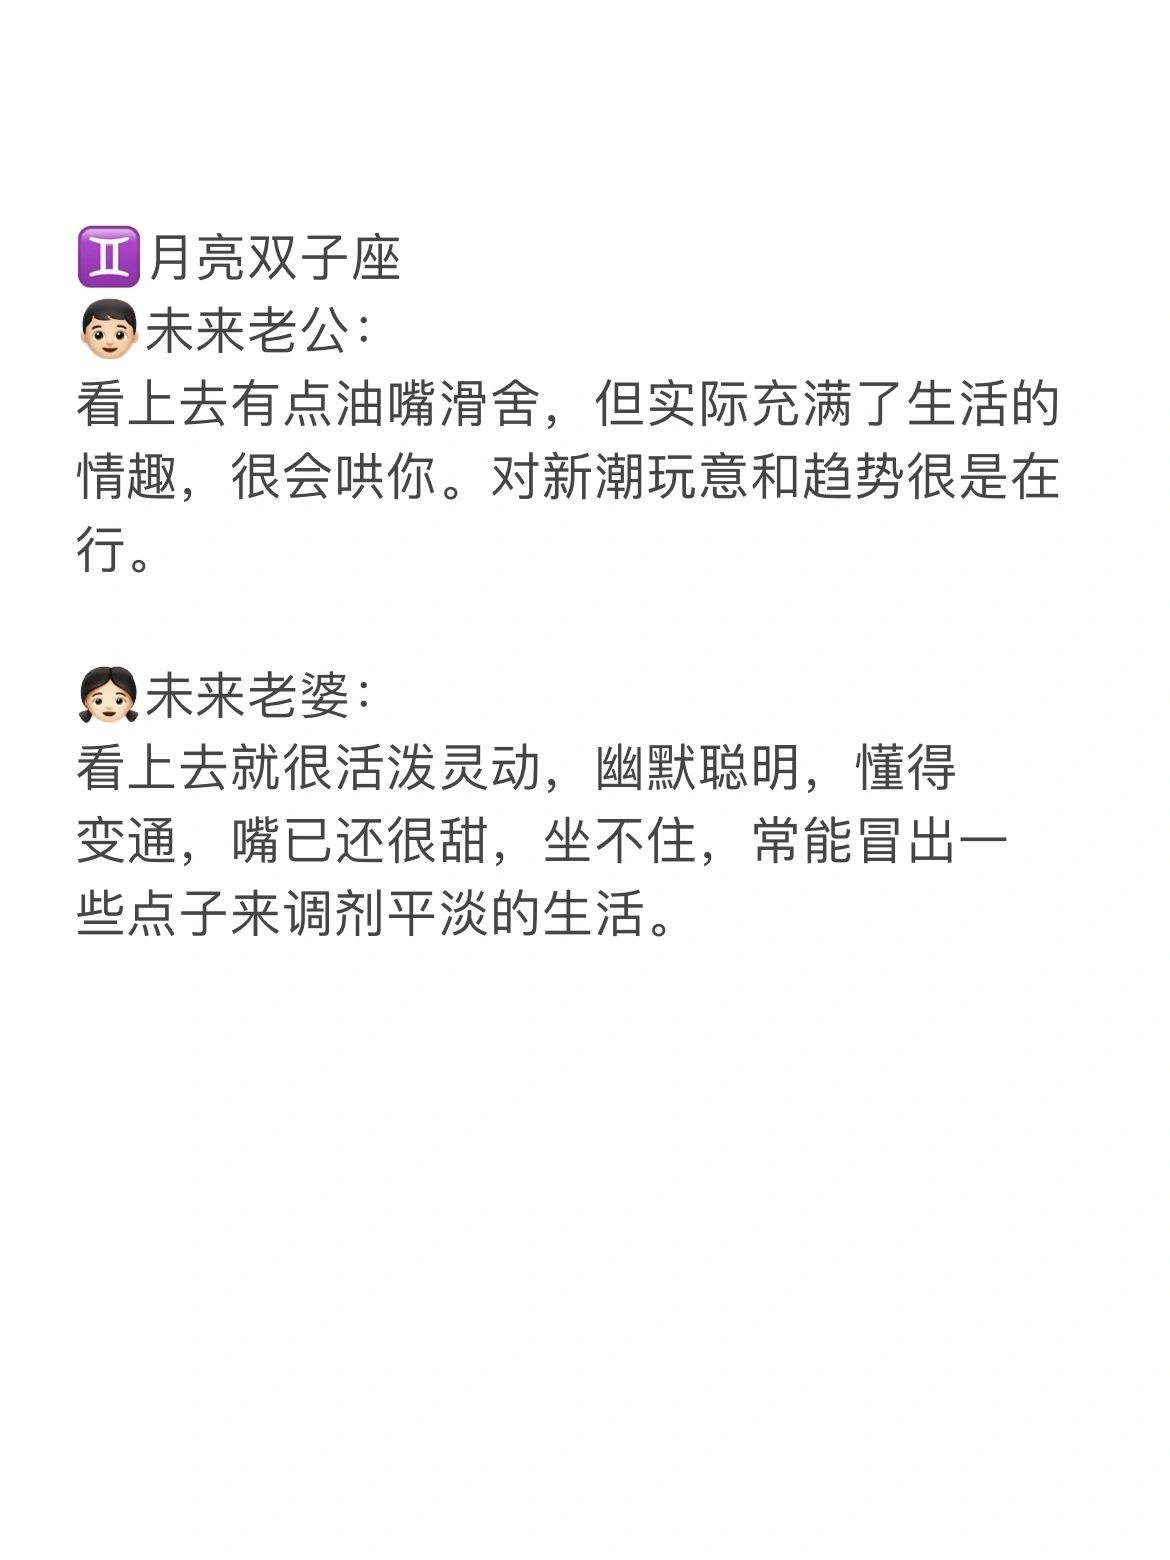 ♊月亮双子座
👦🏻未来老公：
看上去有点油嘴滑舍，但实际充满了生活的
情趣，很会哄你。对新潮玩意和趋势很是在
行。
👧🏻未来老婆：
看上去就很活泼灵动，幽默聪明，懂得
变通，嘴已还很甜，坐不住，常能冒出一
些点子来调剂平淡的生活。